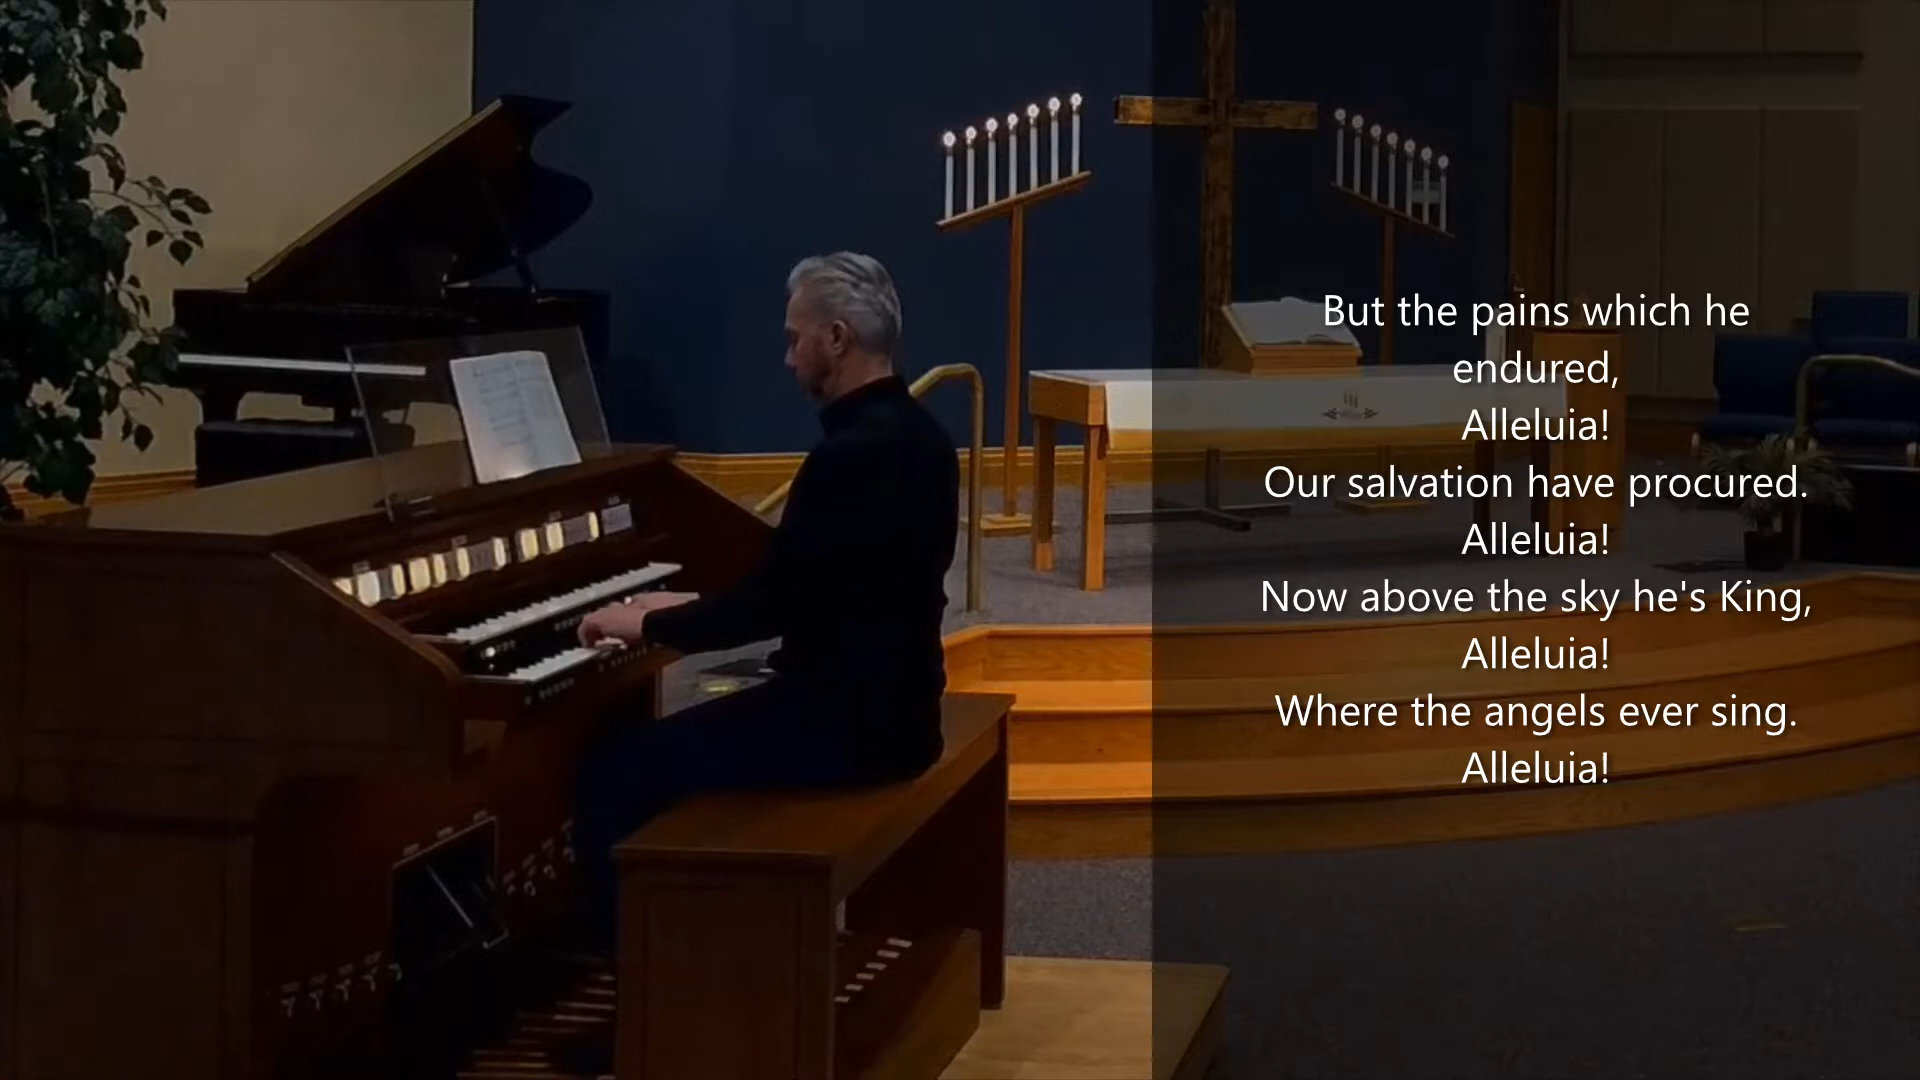 But the pains which he
endured,
Alleluia!
Our salvation have procured.
Alleluia!
Now above the sky he's King,
Alleluia!
Where the angels ever sing.
Alleluia!